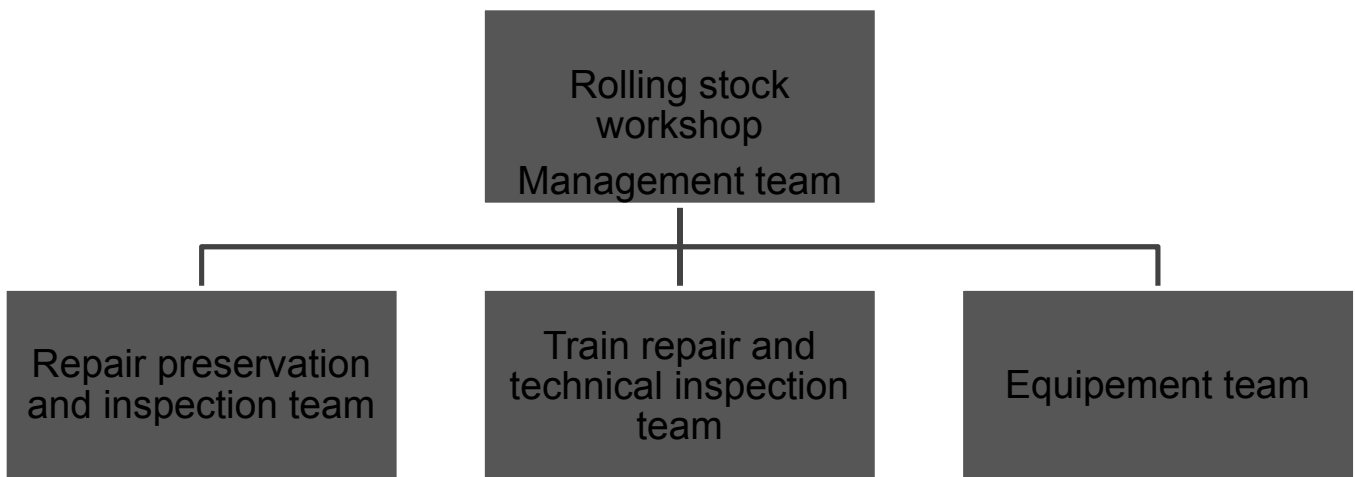 Rolling stock
workshop
Management team
Repair preservation
and inspection team
Train repair and
technical inspection
team
Equipement team